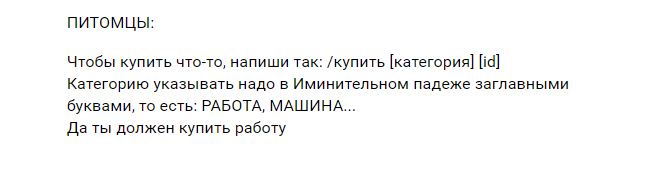 ПИТОМЦЫ:
Чтобы купить что-то, напиши так: /купить [категория] [id]
Категорию указывать надо в Иминительном падеже заглавными
буквами, то есть: РАБОТА, МАШИНА...
Да ты должен купить работу